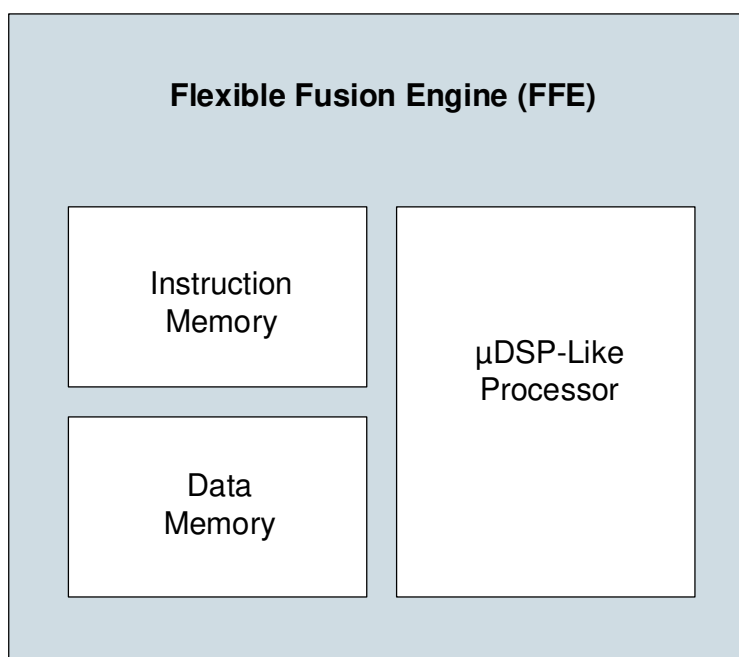 Flexible Fusion Engine (FFE)
Instruction
Memory
µDSP-Like
Processor
Data
Memory